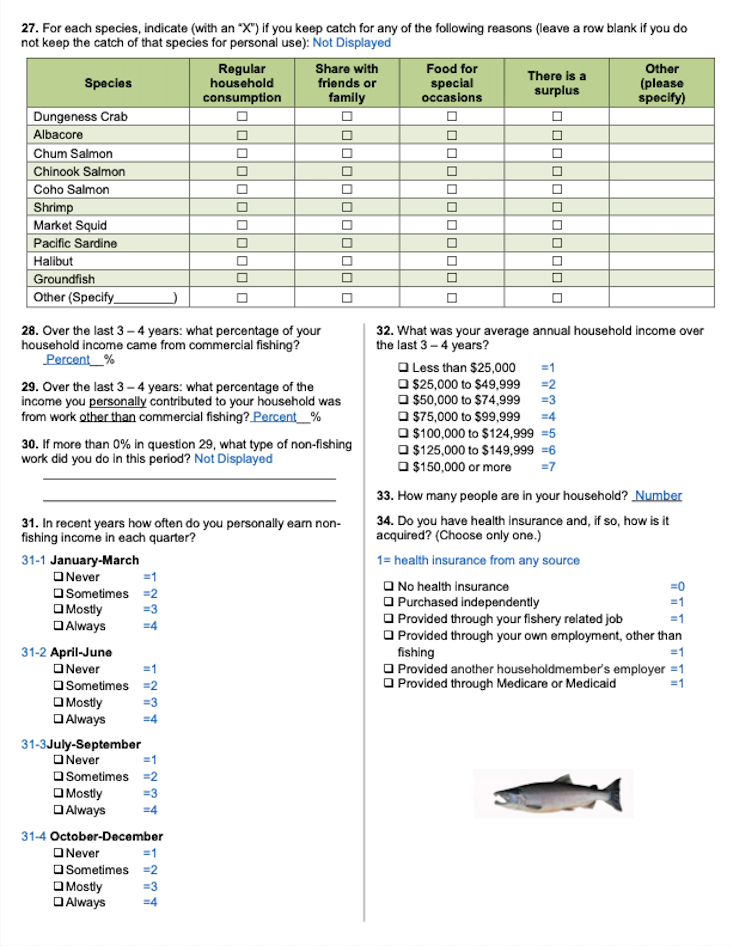 27. For each species, indicate (with an “X”) if you keep catch for any of the following reasons (leave a row blank if you do
not keep the catch of that species for personal use): Not Displayed
Species
Regular household consumption
Share with friends or family
Food for special occasions
There is a surplus
Other (please specify)
Dungeness Crab ☐ ☐ ☐ ☐
Albacore ☐ ☐ ☐ ☐
Chum Salmon ☐ ☐ ☐ ☐
Chinook Salmon ☐ ☐ ☐ ☐
Coho Salmon ☐ ☐ ☐ ☐
Shrimp ☐ ☐ ☐ ☐
Market Squid ☐ ☐ ☐ ☐
Pacific Sardine ☐ ☐ ☐ ☐
Halibut ☐ ☐ ☐ ☐
Groundfish ☐ ☐ ☐ ☐
Other (Specify_________) ☐ ☐ ☐ ☐
28. Over the last 3 – 4 years: what percentage of your
household income came from commercial fishing?
_Percent__%
29. Over the last 3 – 4 years: what percentage of the
income you personally contributed to your household was
from work other than commercial fishing? Percent__%
30. If more than 0% in question 29, what type of non-fishing
work did you do in this period? Not Displayed
31. In recent years how often do you personally earn non-
fishing income in each quarter?
31-1 January-March
❑ Never =1
❑ Sometimes =2
❑ Mostly =3
❑ Always =4
31-2 April-June
❑ Never =1
❑ Sometimes =2
❑ Mostly =3
❑ Always =4
31-3July-September
❑ Never =1
❑ Sometimes =2
❑ Mostly =3
❑ Always =4
31-4 October-December
❑ Never =1
❑ Sometimes =2
❑ Mostly =3
❑ Always =4
32. What was your average annual household income over
the last 3 – 4 years?
❑ Less than $25,000 =1
❑ $25,000 to $49,999 =2
❑ $50,000 to $74,999 =3
❑ $75,000 to $99,999 =4
❑ $100,000 to $124,999 =5
❑ $125,000 to $149,999 =6
❑ $150,000 or more =7
33. How many people are in your household? _Number
34. Do you have health insurance and, if so, how is it
acquired? (Choose only one.)
1= health insurance from any source
❑ No health insurance =0
❑ Purchased independently =1
❑ Provided through your fishery related job =1
❑ Provided through your own employment, other than
fishing =1
❑ Provided another householdmember’s employer =1
❑ Provided through Medicare or Medicaid =1